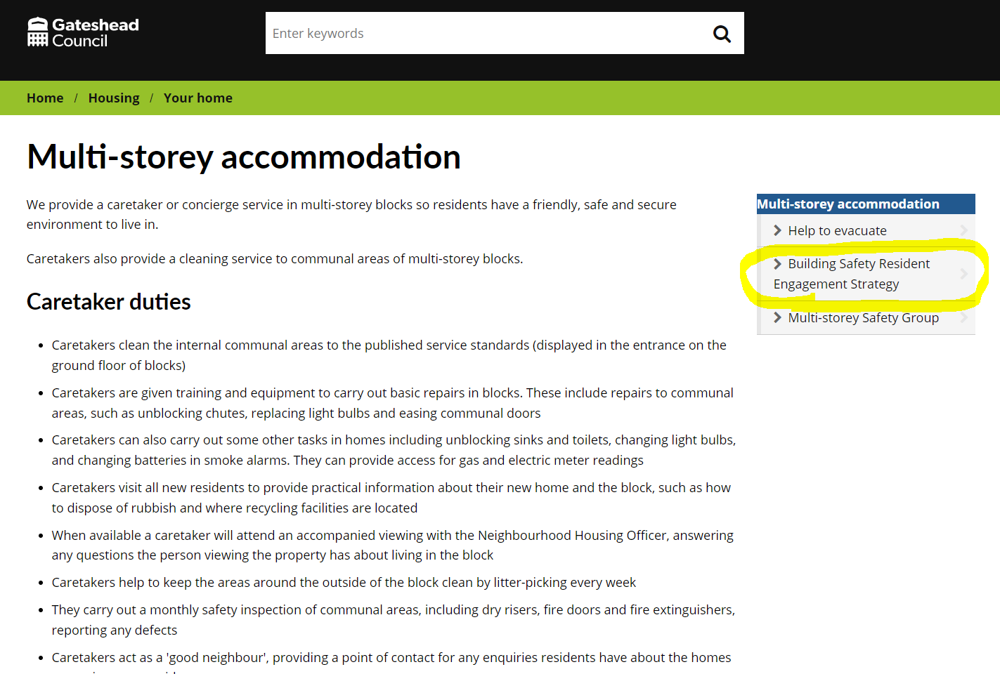 Gateshead
Council
Enter keywords
Home / Housing / Your home
Multi-storey accommodation
We provide a caretaker or concierge service in multi-storey blocks so residents have a friendly, safe and secure
environment to live in.
Caretakers also provide a cleaning service to communal areas of multi-storey blocks.
Caretaker duties
Caretakers clean the internal communal areas to the published service standards (displayed in the entrance on the
ground floor of blocks)
Caretakers are given training and equipment to carry out basic repairs in blocks. These include repairs to communal
areas, such as unblocking chutes, replacing light bulbs and easing communal doors
Caretakers can also carry out some other tasks in homes including unblocking sinks and toilets, changing light bulbs,
and changing batteries in smoke alarms. They can provide access for gas and electric meter readings
Caretakers visit all new residents to provide practical information about their new home and the block, such as how
to dispose of rubbish and where recycling facilities are located
When available a caretaker will attend an accompanied viewing with the Neighbourhood Housing Officer, answering
any questions the person viewing the property has about living in the block
Caretakers help to keep the areas around the outside of the block clean by litter-picking every week
They carry out a monthly safety inspection of communal areas, including dry risers, fire doors and fire extinguishers,
reporting any defects
Caretakers act as a 'good neighbour', providing a point of contact for any enquiries residents have about the homes
Multi-storey accommodation
Help to evacuate
Building Safety Resident
Engagement Strategy
Multi-storey Safety Group